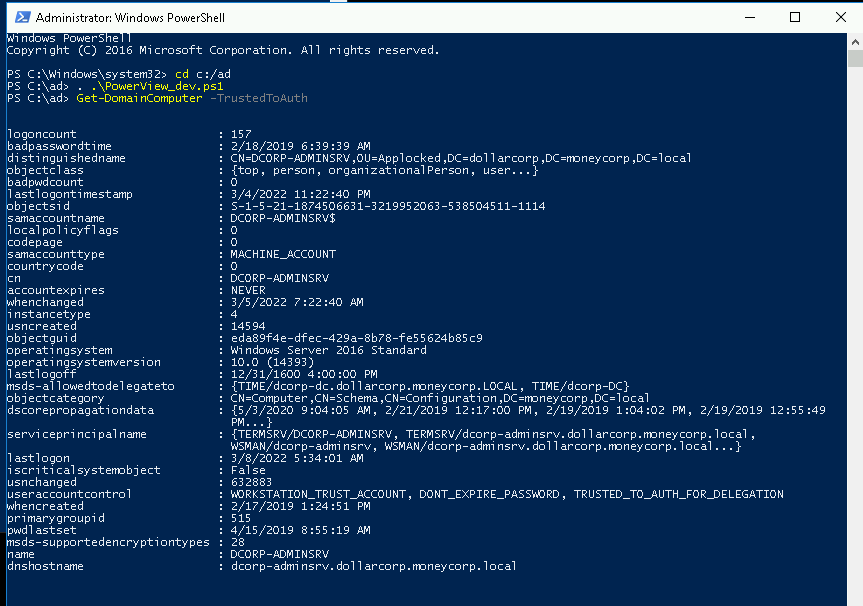 Administrator: Windows PowerShell
Windows PowerShell
Copyright (C) 2016 Microsoft Corporation. All rights reserved.
PS C:\Windows\system32> cd c:/ad
PS C:\ad> . .\PowerView_dev.ps1
PS C:\ad> Get-DomainComputer -TrustedToAuth
logoncount : 157
badpasswordtime : 2/18/2019 6:39:39 AM
distinguishedname : CN=DCORP-ADMINSRV,OU=Applocked,DC=dollarcorp,DC=moneycorp,DC=local
objectclass : {top, person, organizationalPerson, user...}
badpwdcount : 0
lastlogontimestamp : 3/4/2022 11:22:40 PM
objectsid : S-1-5-21-1874506631-3219952063-538504511-1114
samaccountname : DCORP-ADMINSRV$
localpolicyflags : 0
codepage : 0
samaccounttype : MACHINE_ACCOUNT
countrycode : 0
cn : DCORP-ADMINSRV
accountexpires : NEVER
whenchanged : 3/5/2022 7:22:40 AM
instancetype : 4
usncreated : 14594
objectguid : eda89f4e-dfec-429a-8b78-fe55624b85c9
operatingsystem : Windows Server 2016 Standard
operatingsystemversion : 10.0 (14393)
lastlogoff : 12/31/1600 4:00:00 PM
msds-allowedtodelegateto : {TIME/dcorp-dc.dollarcorp.moneycorp.LOCAL, TIME/dcorp-DC}
objectcategory : CN=Computer,CN=Schema,CN=Configuration,DC=moneycorp,DC=local
dscorepropagationdata : {5/3/2020 9:04:05 AM, 2/21/2019 12:17:00 PM, 2/19/2019 1:04:02 PM, 2/19/2019 12:55:49
PM...}
serviceprincipalname : {TERMSRV/DCORP-ADMINSRV, TERMSRV/dcorp-adminsrv.dollarcorp.moneycorp.local,
WSMAN/dcorp-adminsrv, WSMAN/dcorp-adminsrv.dollarcorp.moneycorp.local...}
lastlogon : 3/8/2022 5:34:01 AM
iscriticalsystemobject : False
usnchanged : 632883
useraccountcontrol : WORKSTATION_TRUST_ACCOUNT, DONT_EXPIRE_PASSWORD, TRUSTED_TO_AUTH_FOR_DELEGATION
whencreated : 2/17/2019 1:24:51 PM
primarygroupid : 515
pwdlastset : 4/15/2019 8:55:19 AM
msds-supportedencryptiontypes : 28
name : DCORP-ADMINSRV
dnshostname : dcorp-adminsrv.dollarcorp.moneycorp.local